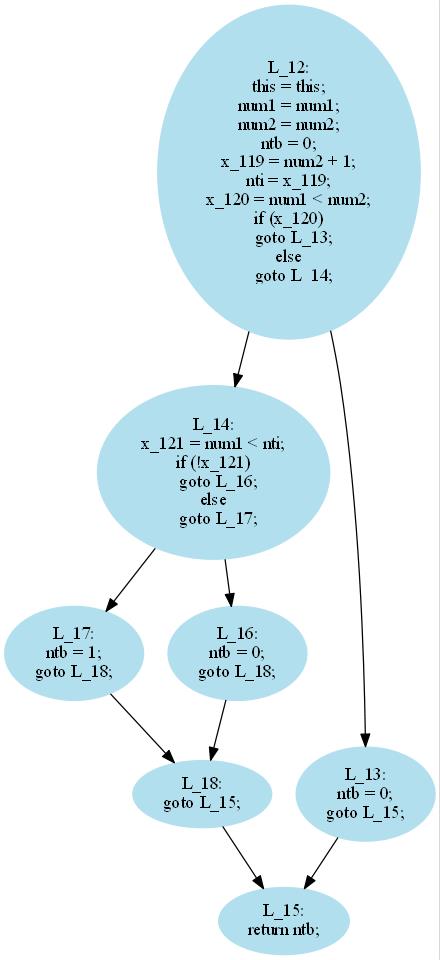 L_12:
this = this;
num1 = num1;
num2 = num2;
ntb = 0;
x_119 = num2 + 1;
nti = x_119;
x_120 = num1 < num2;
if (x_120)
goto L_13;
else
goto L_14;
L_14:
x_121 = num1 < nti;
if (!x_121)
goto L_16;
else
goto L_17;
L_17:
ntb = 1;
goto L_18;
L_16:
ntb = 0;
goto L_18;
L_18:
goto L_15;
L_13:
ntb = 0;
goto L_15;
L_15:
return ntb;